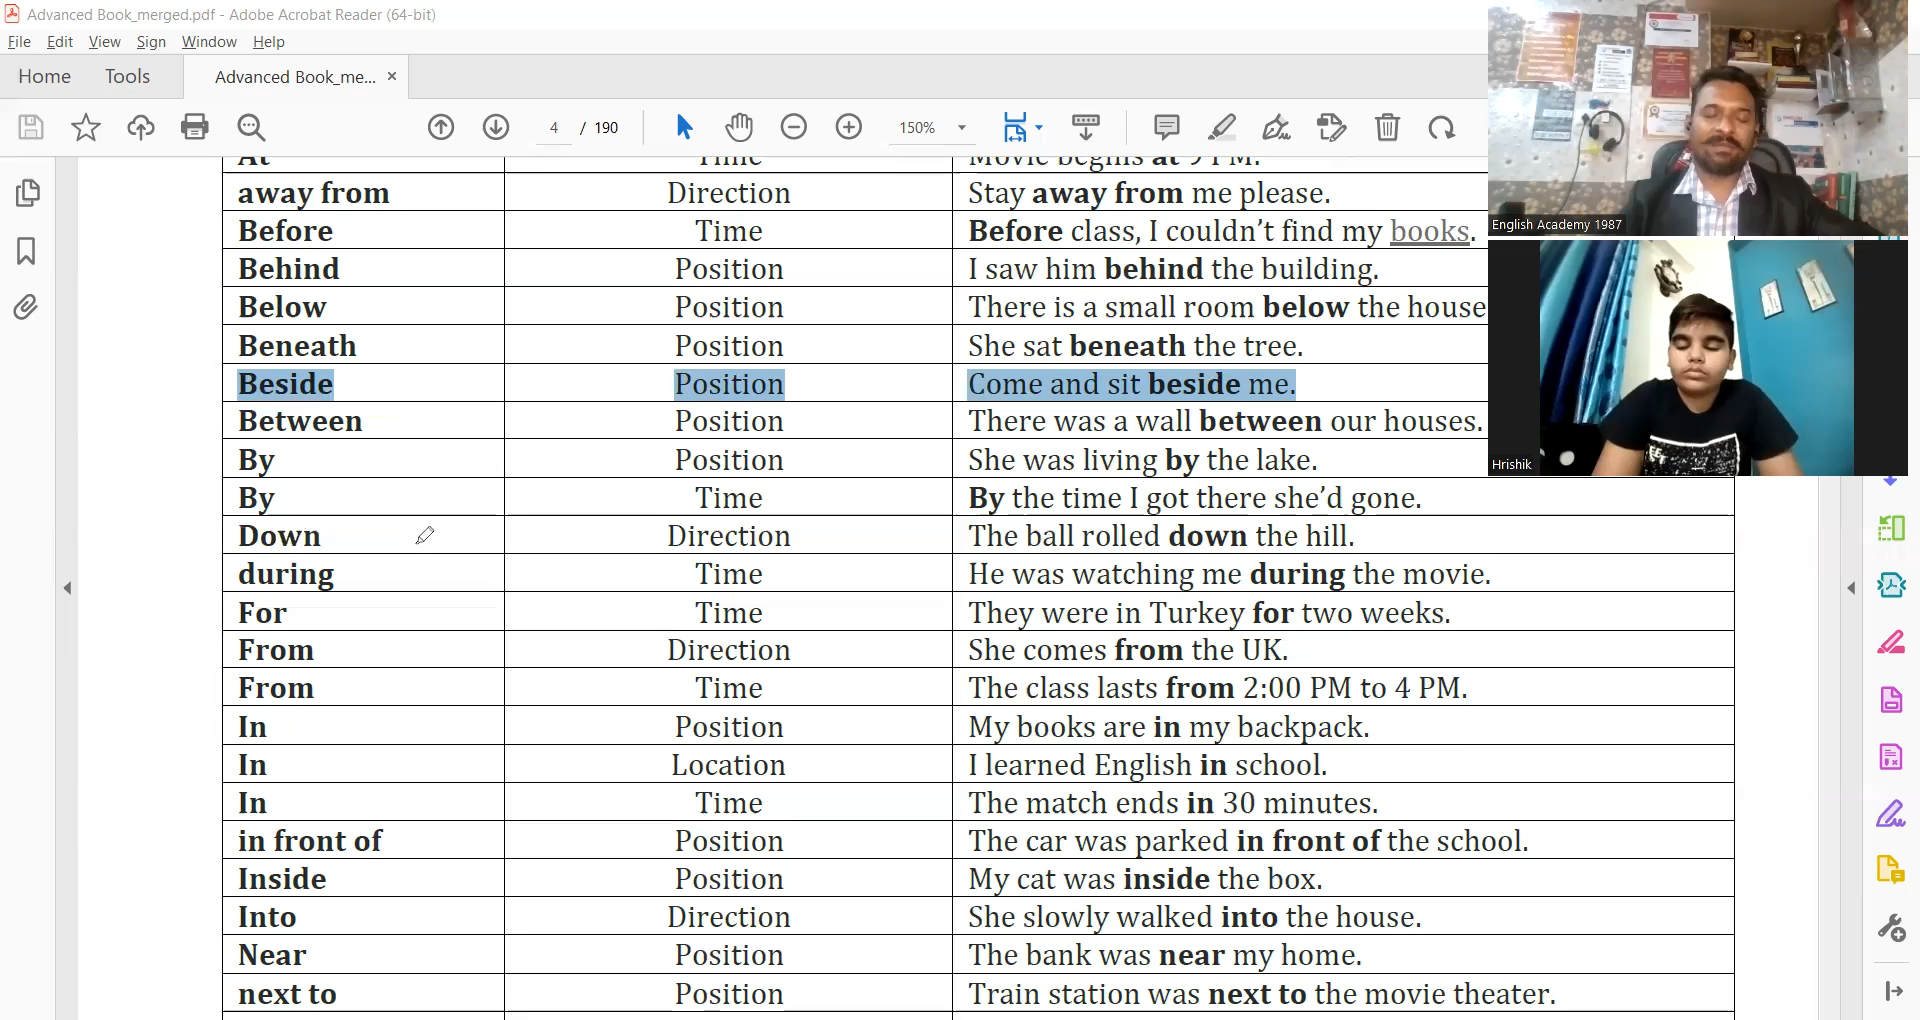 Advanced Book_merged.pdf - Adobe Acrobat Reader (64-bit)
File Edit View Sign Window Help
Home Tools Advanced Book_me... ×
4 / 190 150%
At Time Movie begins at 9 PM.
away from Direction Stay away from me please.
Before Time Before class, I couldn't find my books.
Behind Position I saw him behind the building.
Below Position There is a small room below the house
Beneath Position She sat beneath the tree.
Beside Position Come and sit beside me.
Between Position There was a wall between our houses.
By Position She was living by the lake.
By Time By the time I got there she'd gone.
Down Direction The ball rolled down the hill.
during Time He was watching me during the movie.
For Time They were in Turkey for two weeks.
From Direction She comes from the UK.
From Time The class lasts from 2:00 PM to 4 PM.
In Position My books are in my backpack.
In Location I learned English in school.
In Time The match ends in 30 minutes.
in front of Position The car was parked in front of the school.
Inside Position My cat was inside the box.
Into Direction She slowly walked into the house.
Near Position The bank was near my home.
next to Position Train station was next to the movie theater.
English Academy 1987
Hrishik